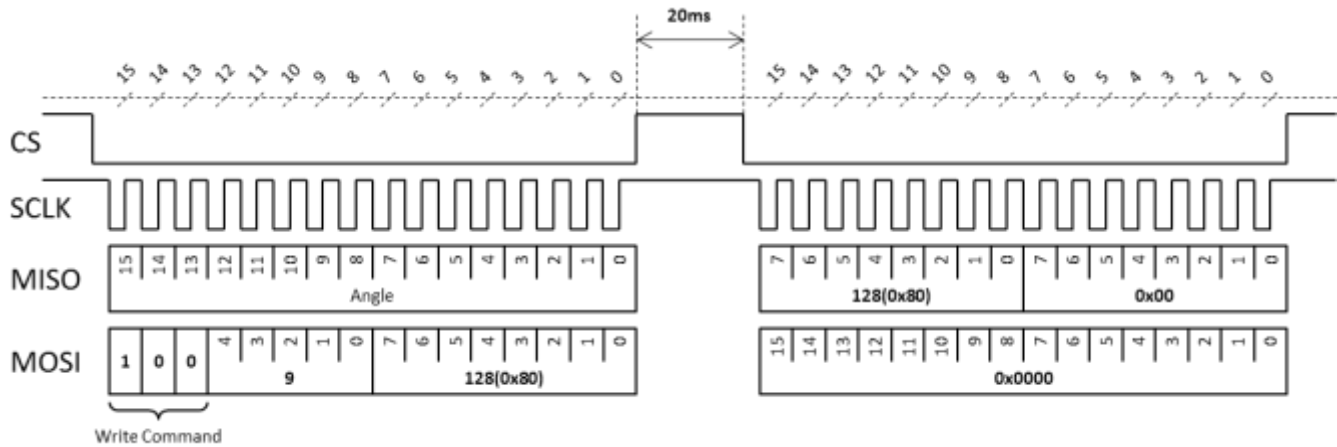 20ms
15 14 13 12 11 10 9 8 7 6 5 4 3 2 1 0 15 14 13 12 11 10 9 8 7 6 5 4 3 2 1 0
CS
SCLK
MISO 15 14 13 12 11 10 9 8 7 6 5 4 3 2 1 0 7 6 5 4 3 2 1 0 7 6 5 4 3 2 1 0
Angle 128(0x80) 0x00
MOSI 1 0 0 4 3 2 1 0 7 6 5 4 3 2 1 0 15 14 13 12 11 10 9 8 7 6 5 4 3 2 1 0
9 128(0x80) 0x0000
Write Command